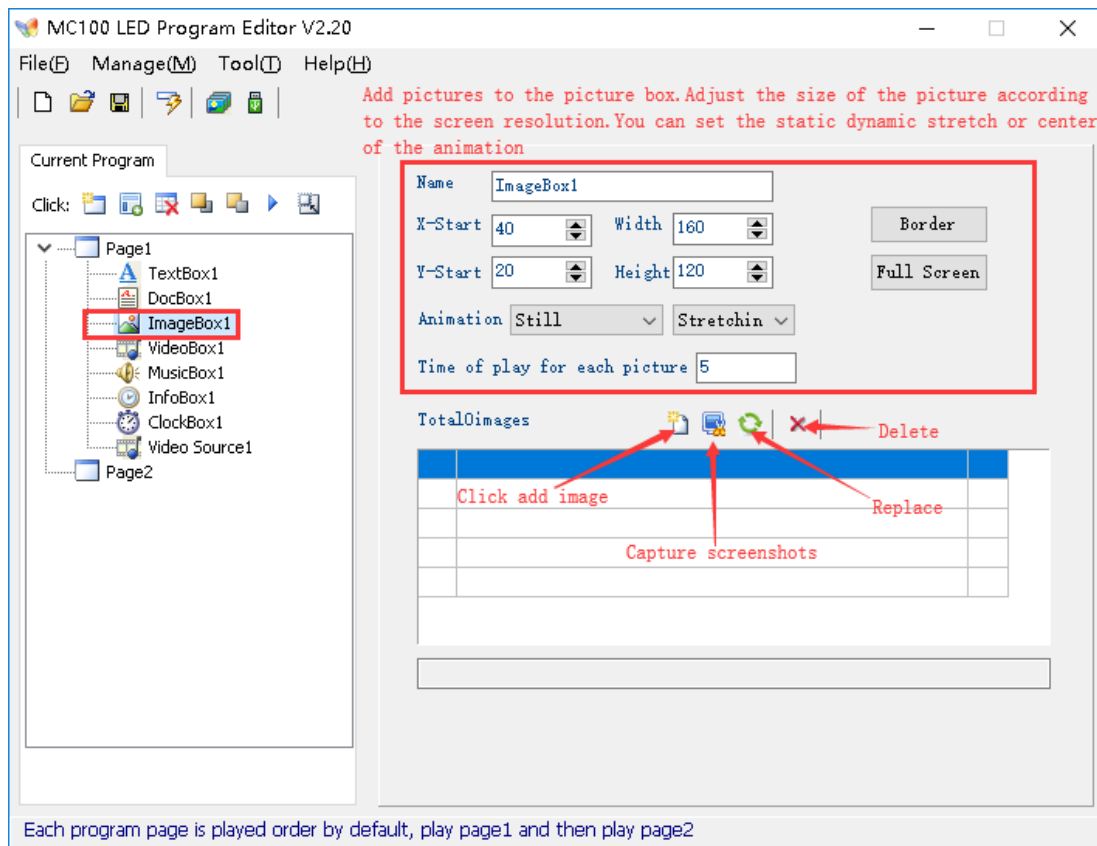 MC100 LED Program Editor V2.20
File(F) Manage(M) Tool(T) Help(H)
Add pictures to the picture box.Adjust the size of the picture according
to the screen resolution.You can set the static dynamic stretch or center
of the animation
Current Program
Click:
Page1
TextBox1
DocBox1
ImageBox1
VideoBox1
MusicBox1
InfoBox1
ClockBox1
Video Source1
Page2
Name ImageBox1
X-Start 40 Width 160 Border
Y-Start 20 Height 120 Full Screen
Animation Still Stretchin
Time of play for each picture 5
Total0images
Delete
Click add image
Replace
Capture screenshots
Each program page is played order by default, play page1 and then play page2